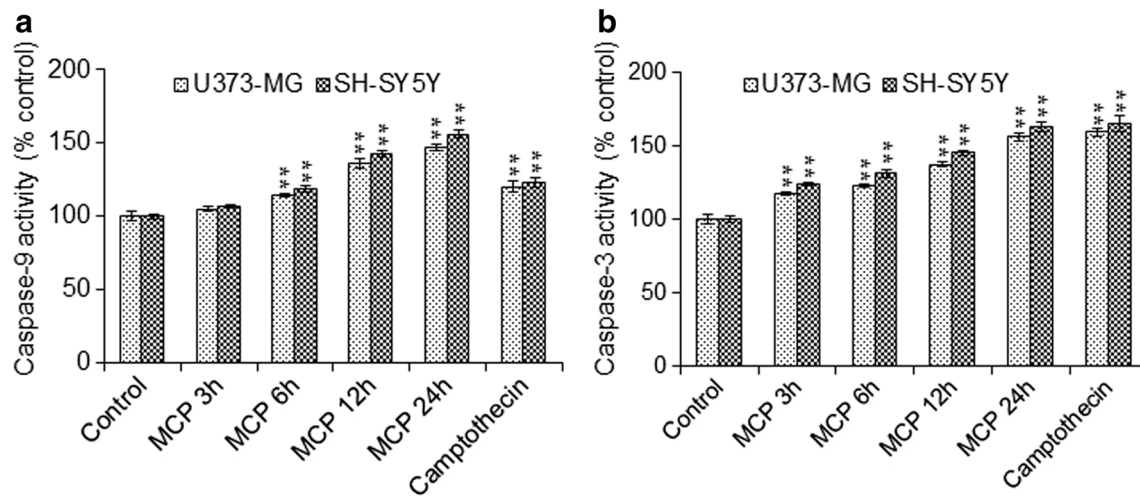 a
Caspase-9 activity (% control)
200
150
100
50
0
U373-MG SH-SY5Y
** ** ** ** ** ** ** **
Control
MCP 3h
MCP 6h
MCP 12h
MCP 24h
Camptothecin
b
Caspase-3 activity (% control)
200
150
100
50
0
U373-MG SH-SY5Y
** ** ** ** ** ** ** ** ** **
Control
MCP 3h
MCP 6h
MCP 12h
MCP 24h
Camptothecin